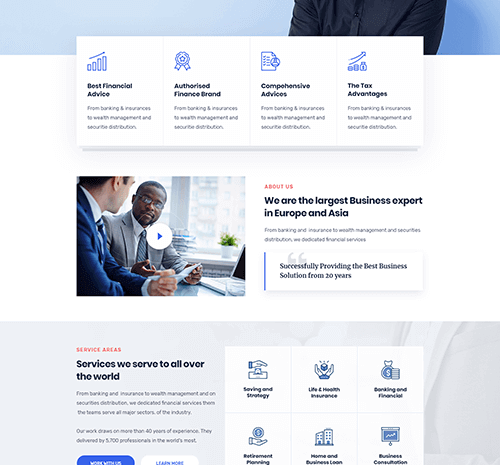 Best Financial
Advice
From banking & insurances
to wealth management and
securitie distribution.
Authorised
Finance Brand
From banking & insurances
to wealth management and
securitie distribution.
Compehensive
Advices
From banking & insurances
to wealth management and
securitie distribution.
The Tax
Advantages
From banking & insurances
to wealth management and
securitie distribution.
ABOUT US
We are the largest Business expert
in Europe and Asia
From banking and insurance to wealth management and securities
distribution, we dedicated financial services
Successfully Providing the Best Business
Solution from 20 years
SERVICE AREAS
Services we serve to all over
the world
From banking and insurance to wealth management and on
securities distribution, we dedicated financial services them
the teams serve all major sectors, of the industry.
Our work draws on more than 40 years of experience. They
delivered by 5,700 professionals in the world's most.
WORK WITH US
LEARN MORE
Saving and
Strategy
Life & Health
Insurance
Banking and
Financial
Retirement
Planning
Home and
Business Loan
Business
Consultation